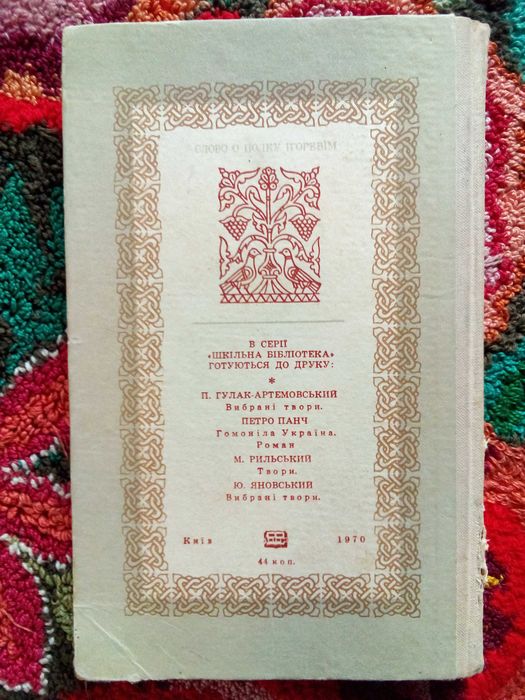 СЛОВО О ПОЛКУ ІГОРЕВІМ
В СЕРІЇ
«ШКІЛЬНА БІБЛІОТЕКА»
ГОТУЮТЬСЯ ДО ДРУКУ:
*
П. ГУЛАК-АРТЕМОВСЬКИЙ
Вибрані твори.
ПЕТРО ПАНЧ
Гомоніла Україна.
Роман
М. РИЛЬСЬКИЙ
Твори.
Ю. ЯНОВСЬКИЙ
Вибрані твори.
Київ Дніпро 1970
44 коп.